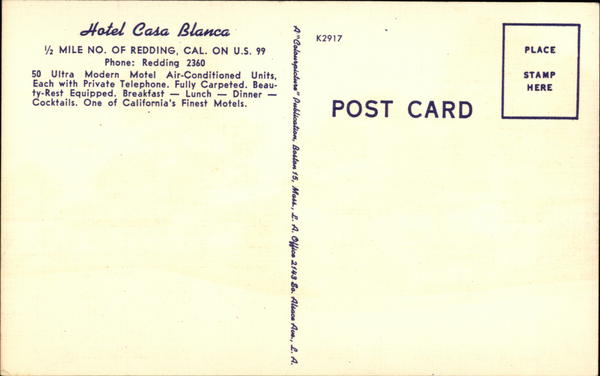 Hotel Casa Blanca
½ MILE NO. OF REDDING, CAL. ON U.S. 99
Phone: Redding 2360
50 Ultra Modern Motel Air-Conditioned Units,
Each with Private Telephone. Fully Carpeted. Beau-
ty-Rest Equipped. Breakfast — Lunch — Dinner —
Cocktails. One of California's Finest Motels.
A "Colourpicture" Publication, Boston 15, Mass., L. A. Office 2143 So. Alsace Ave., L. A.
K2917
POST CARD
PLACE
STAMP
HERE